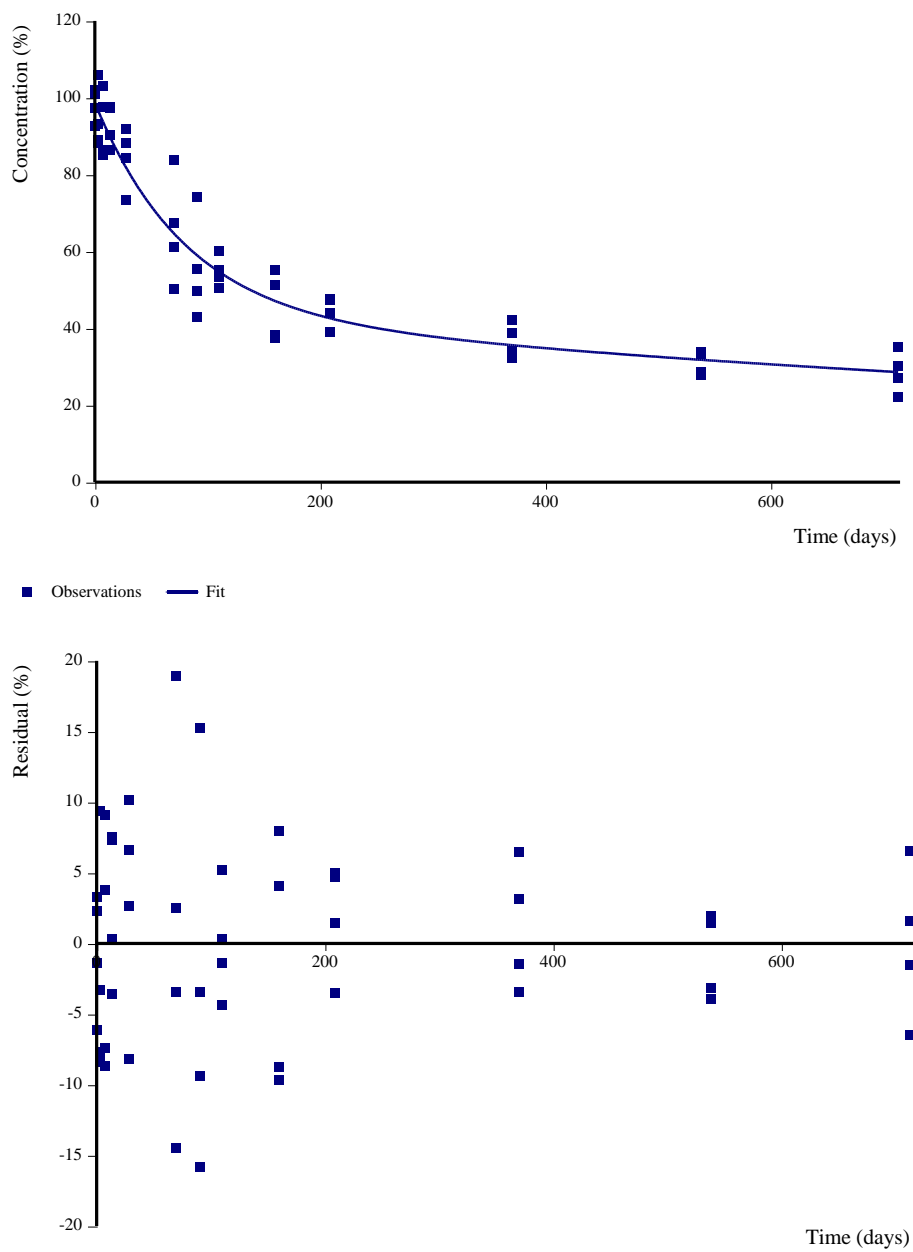 Concentration (%)
120
100
80
60
40
20
0
0 200 400 600
Time (days)
Observations Fit
Residual (%)
20
15
10
5
0
200 400 600
-5
-10
-15
-20
Time (days)